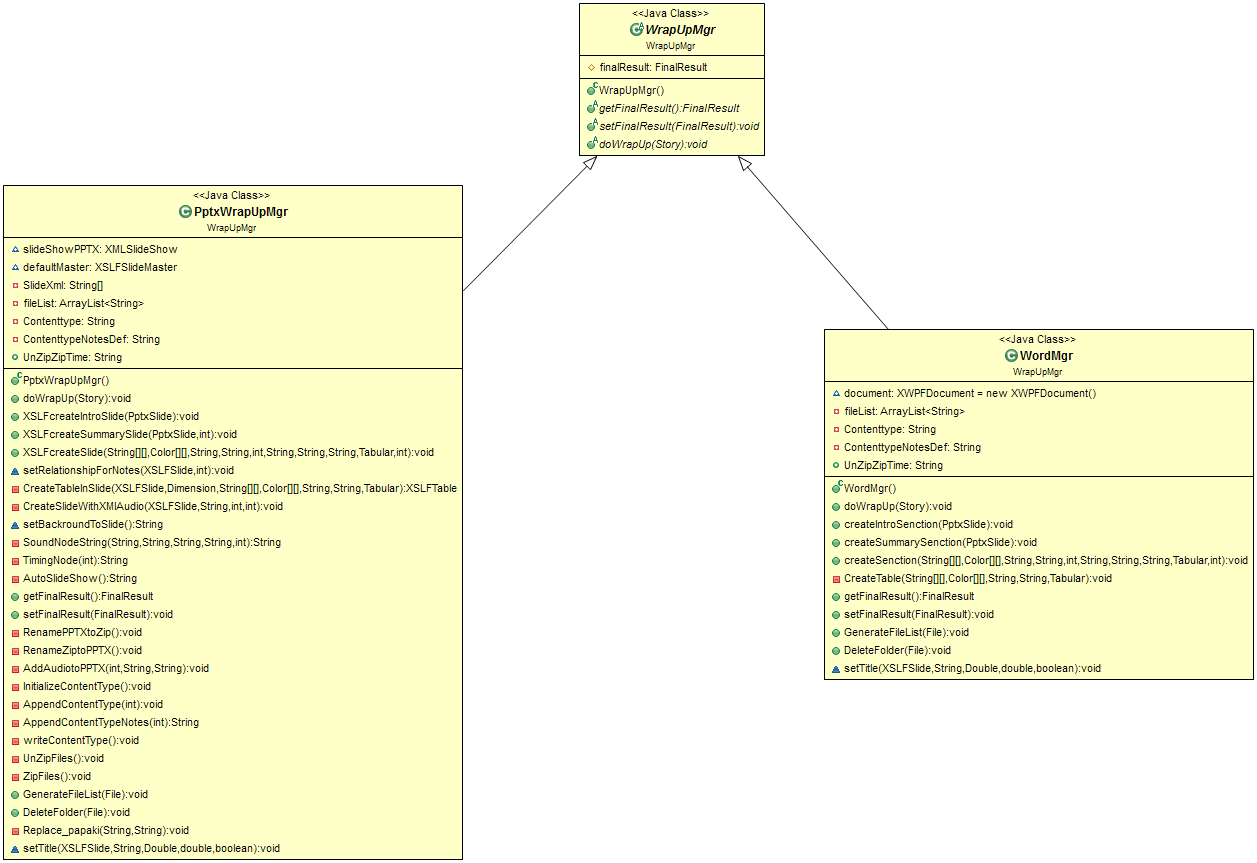 <<Java Class>>
WrapUpMgr
WrapUpMgr
finalResult: FinalResult
WrapUpMgr()
getFinalResult():FinalResult
setFinalResult(FinalResult):void
doWrapUp(Story):void
<<Java Class>>
PptxWrapUpMgr
WrapUpMgr
slideShowPPTX: XMLSlideShow
defaultMaster: XSLFSlideMaster
SlideXml: String[]
fileList: ArrayList<String>
Contenttype: String
ContenttypeNotesDef: String
UnZipZipTime: String
PptxWrapUpMgr()
doWrapUp(Story):void
XSLFcreateIntroSlide(PptxSlide):void
XSLFcreateSummarySlide(PptxSlide,int):void
XSLFcreateSlide(String[][],Color[][],String,String,int,String,String,String,Tabular,int):void
setRelationshipForNotes(XSLFSlide,int):void
CreateTableInSlide(XSLFSlide,Dimension,String[][],Color[][],String,String,Tabular):XSLFTable
CreateSlideWithXMlAudio(XSLFSlide,String,int,int):void
setBackroundToSlide():String
SoundNodeString(String,String,String,String,int):String
TimingNode(int):String
AutoSlideShow():String
getFinalResult():FinalResult
setFinalResult(FinalResult):void
RenamePPTXtoZip():void
RenameZiptoPPTX():void
AddAudiotoPPTX(int,String,String):void
InitializeContentType():void
AppendContentType(int):void
AppendContentTypeNotes(int):String
writeContentType():void
UnZipFiles():void
ZipFiles():void
GenerateFileList(File):void
DeleteFolder(File):void
Replace_papaki(String,String):void
setTitle(XSLFSlide,String,Double,double,boolean):void
<<Java Class>>
WordMgr
WrapUpMgr
document: XWPFDocument = new XWPFDocument()
fileList: ArrayList<String>
Contenttype: String
ContenttypeNotesDef: String
UnZipZipTime: String
WordMgr()
doWrapUp(Story):void
createIntroSenction(PptxSlide):void
createSummarySenction(PptxSlide):void
createSenction(String[][],Color[][],String,String,int,String,String,String,Tabular,int):void
CreateTable(String[][],Color[][],String,String,Tabular):void
getFinalResult():FinalResult
setFinalResult(FinalResult):void
GenerateFileList(File):void
DeleteFolder(File):void
setTitle(XSLFSlide,String,Double,double,boolean):void